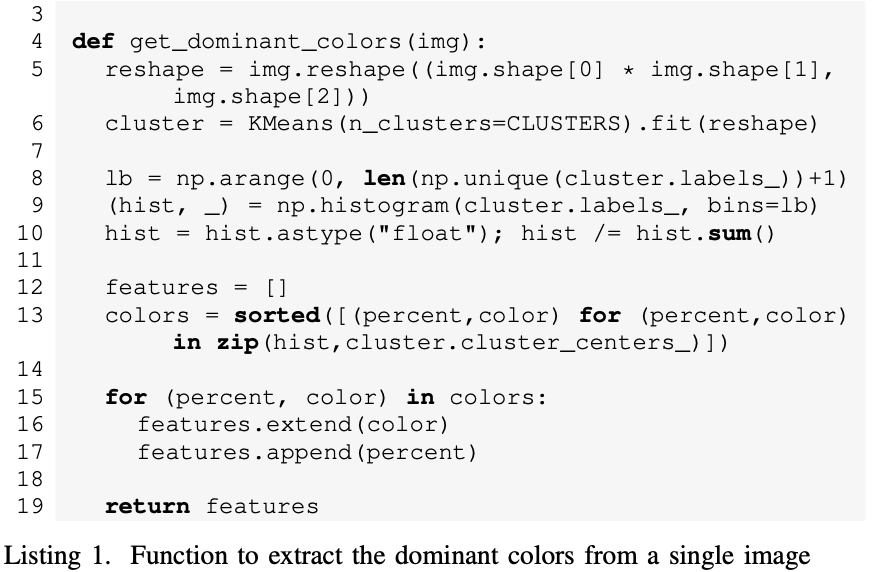 3
4 def get_dominant_colors(img):
5 reshape = img.reshape((img.shape[0] * img.shape[1],
img.shape[2]))
6 cluster = KMeans(n_clusters=CLUSTERS).fit(reshape)
7
8 lb = np.arange(0, len(np.unique(cluster.labels_))+1)
9 (hist, _) = np.histogram(cluster.labels_, bins=lb)
10 hist = hist.astype("float"); hist /= hist.sum()
11
12 features = []
13 colors = sorted([(percent,color) for (percent,color)
in zip(hist,cluster.cluster_centers_)])
14
15 for (percent, color) in colors:
16 features.extend(color)
17 features.append(percent)
18
19 return features
Listing 1. Function to extract the dominant colors from a single image